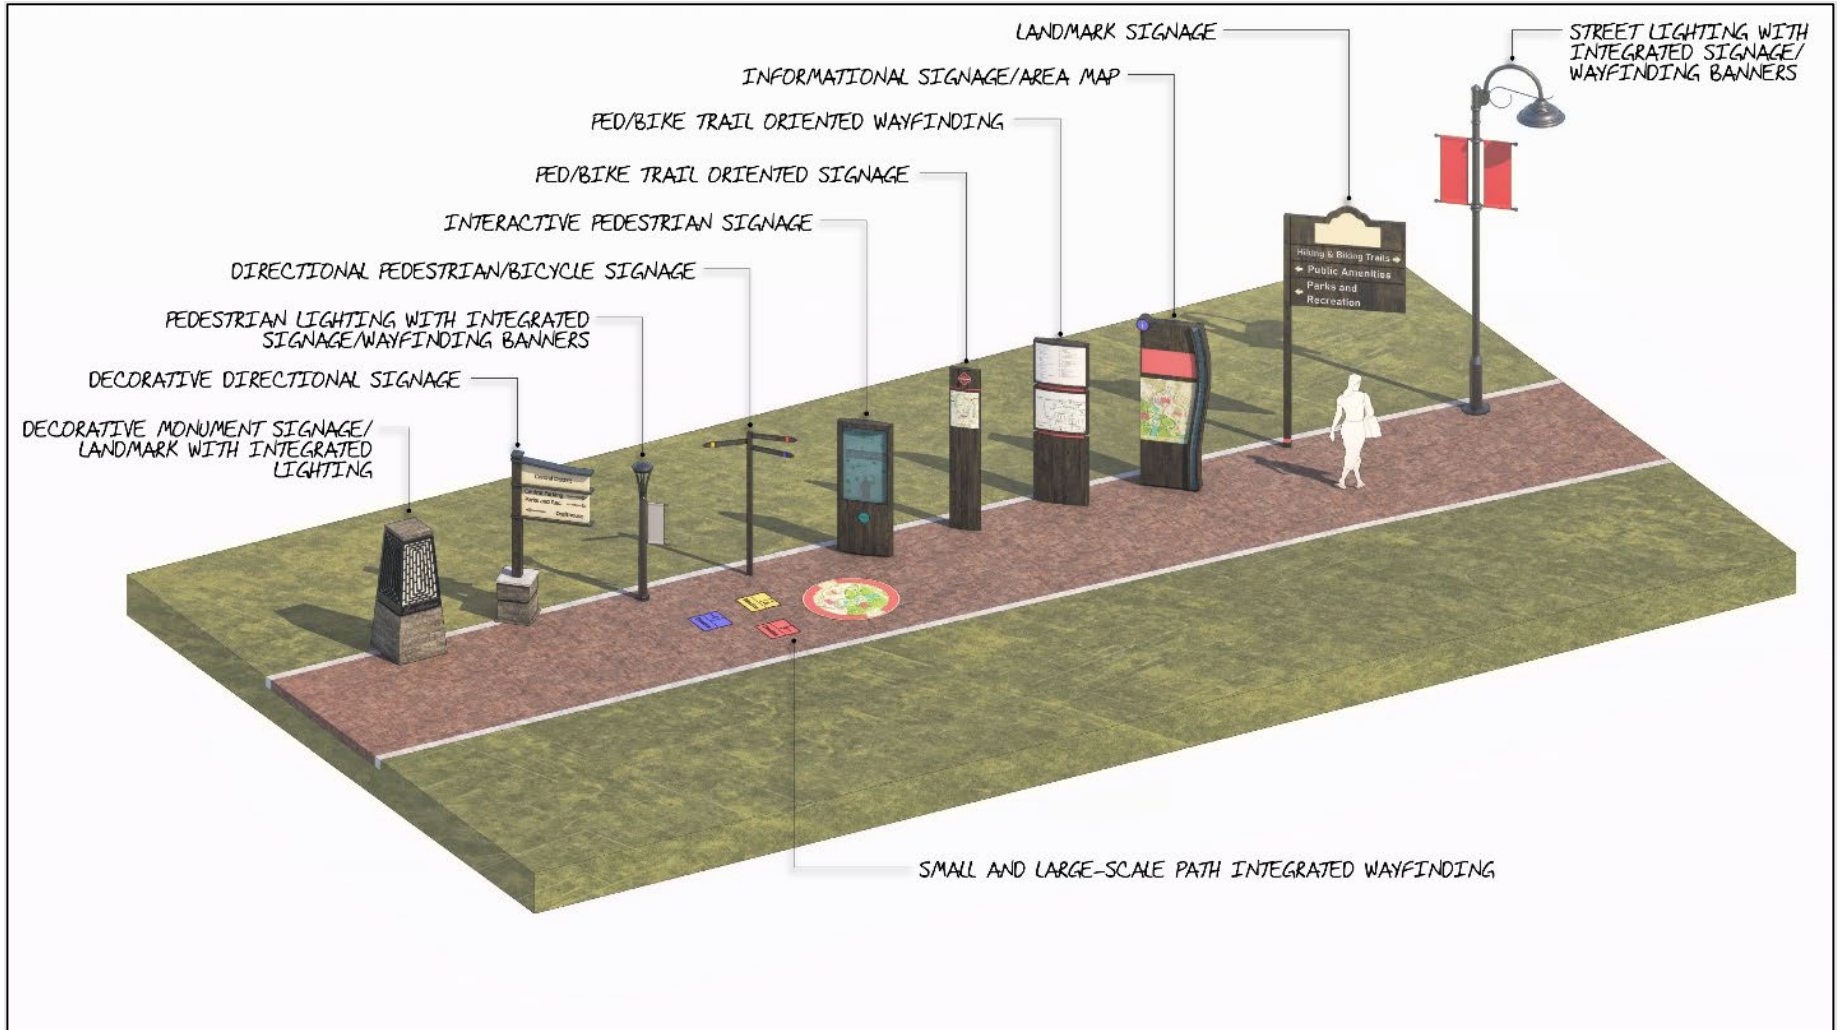 LANDMARK SIGNAGE
STREET LIGHTING WITH
INTEGRATED SIGNAGE/
WAYFINDING BANNERS
INFORMATIONAL SIGNAGE/AREA MAP
PED/BIKE TRAIL ORIENTED WAYFINDING
PED/BIKE TRAIL ORIENTED SIGNAGE
INTERACTIVE PEDESTRIAN SIGNAGE
DIRECTIONAL PEDESTRIAN/BICYCLE SIGNAGE
PEDESTRIAN LIGHTING WITH INTEGRATED
SIGNAGE/WAYFINDING BANNERS
DECORATIVE DIRECTIONAL SIGNAGE
DECORATIVE MONUMENT SIGNAGE/
LANDMARK WITH INTEGRATED
LIGHTING
Hiking & Biking Trails
Public Amenities
Parks and
Recreation
SMALL AND LARGE-SCALE PATH INTEGRATED WAYFINDING